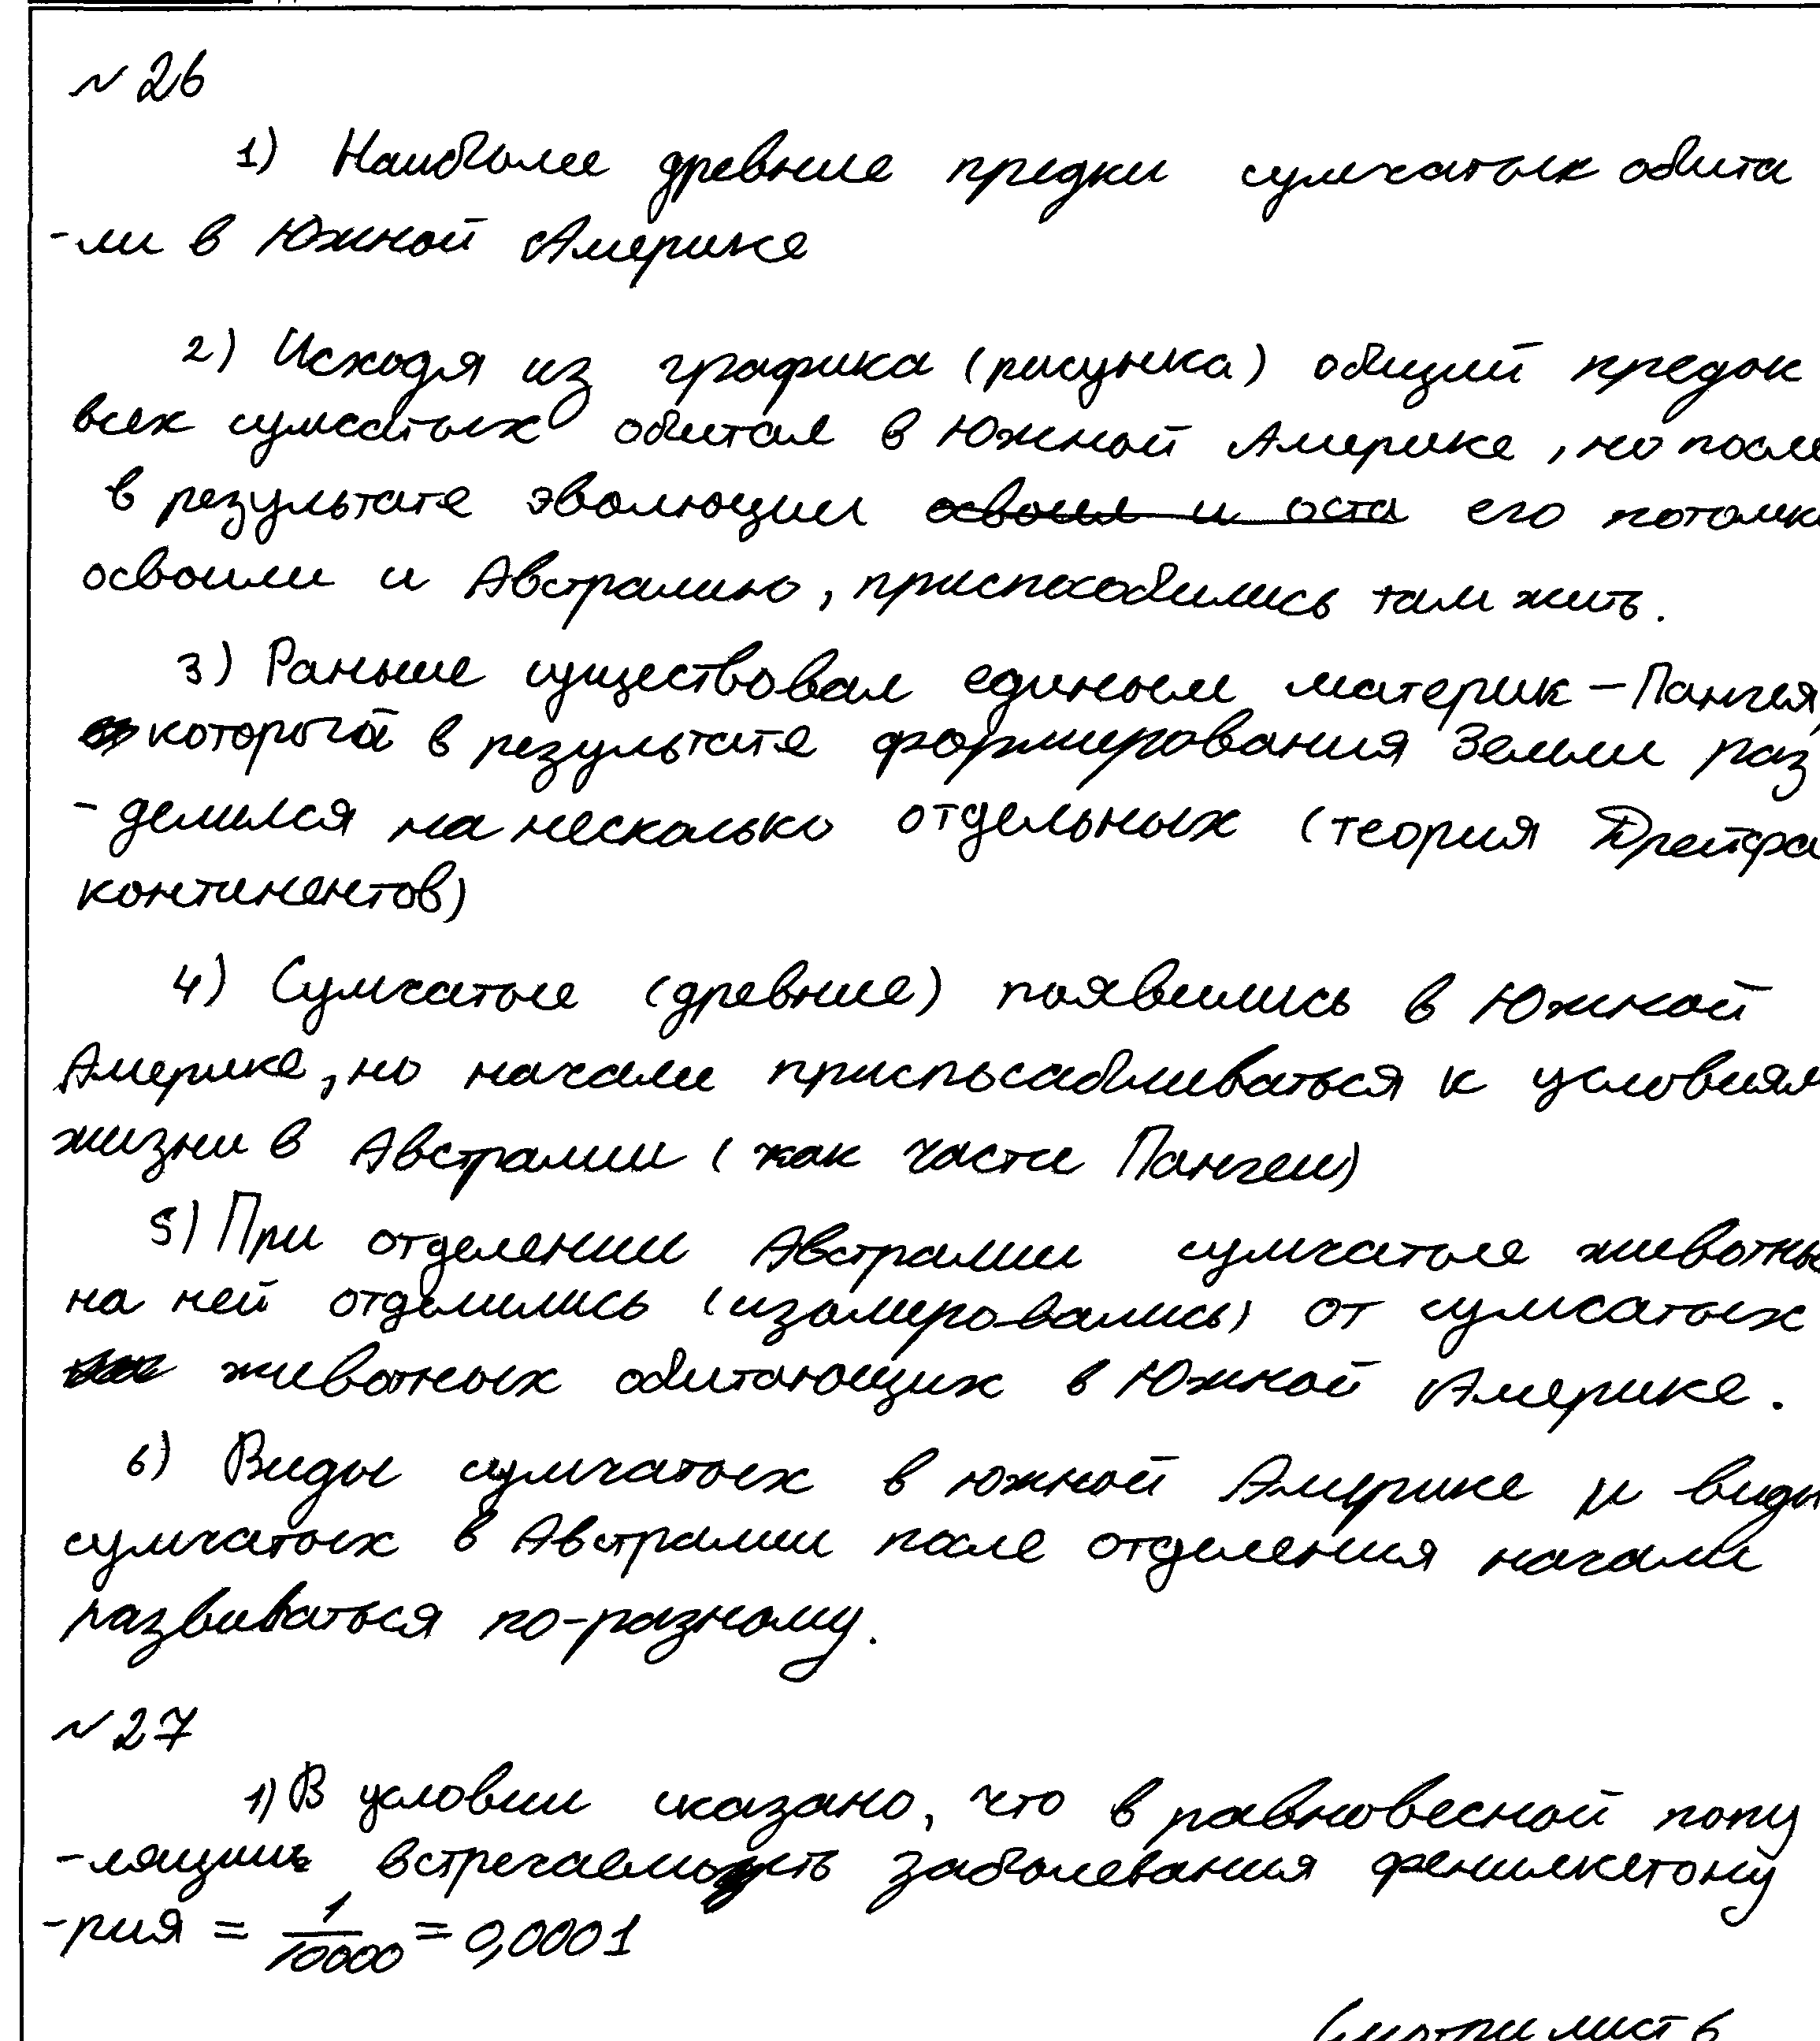 № 26
1) Наиболее древние предки сумчатых обита
-ли в Южной Америке
2) Исходя из графика (рисунка) общий предок
всех сумчатых обитал в Южной Америке, но после
в результате эволюции освоил и оста его потомки
освоили и Австралию, приспособились там жить.
3) Раньше существовал единый материк - Пангея,
который в результате формирования Земли раз
- делился на несколько отдельных (теория Дрейфа
континентов)
4) Сумчатые (древние) появились в Южной
Америке, но начали приспосабливаться к условиям
жизни в Австралии (как части Пангеи)
5) При отделении Австралии сумчатые животные
на ней отделились (изолировались) от сумчатых
животных обитающих в Южной Америке.
6) Виды сумчатых в южной Америке и виды
сумчатых в Австралии после отделения начали
развиваться по-разному.
№ 27
1) В условии сказано, что в равновесной попу
-ляции встречаемость заболевания фенилкетону
-рия = 1/10000 = 0,0001
Смотри лист 6